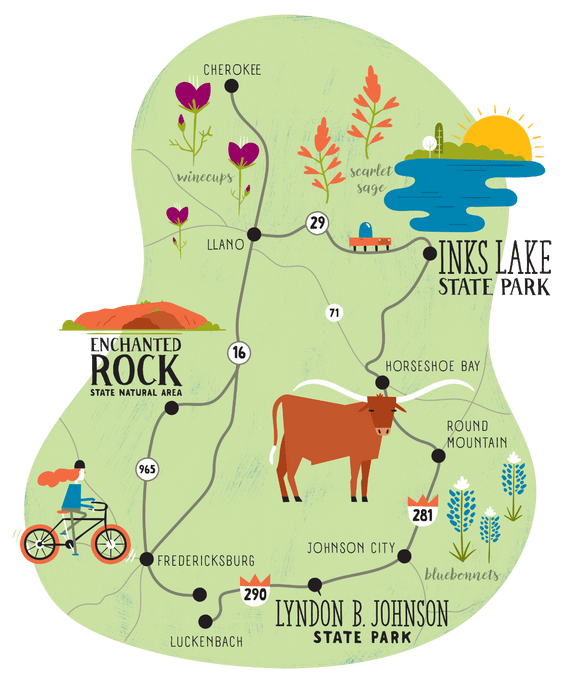 CHEROKEE
winecups
scarlet
sage
29
LLANO
INKS LAKE
STATE PARK
71
ENCHANTED
ROCK
STATE NATURAL AREA
16
HORSESHOE BAY
ROUND
MOUNTAIN
965
281
JOHNSON CITY
FREDERICKSBURG
bluebonnets
290
LYNDON B. JOHNSON
STATE PARK
LUCKENBACH